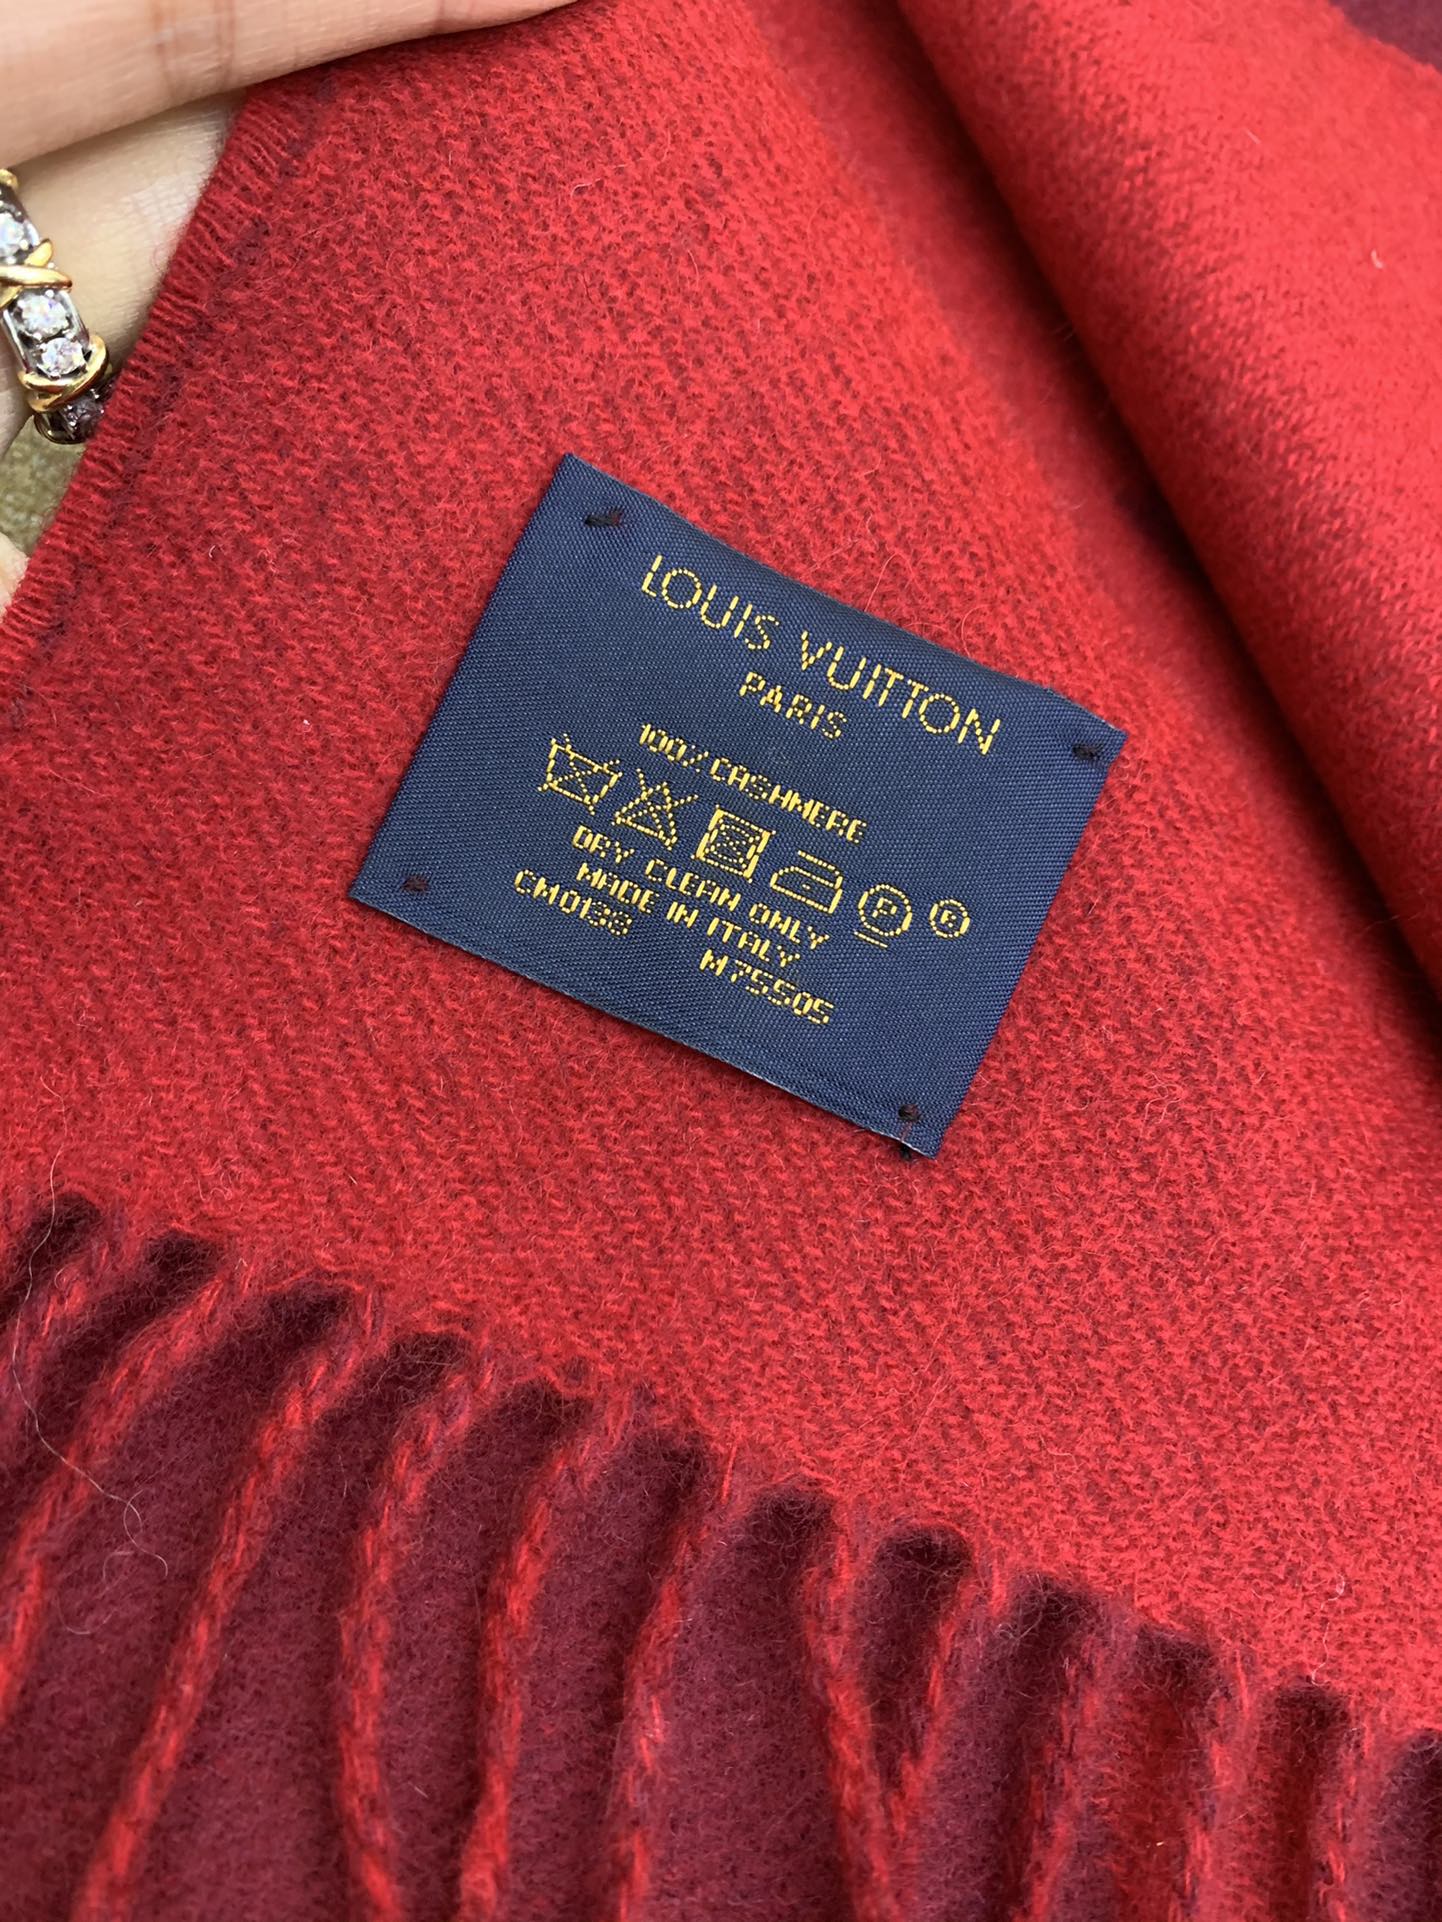 LOUIS VUITTON
PARIS
100% CASHMERE
P R
DRY CLEAN ONLY
MADE IN ITALY
CM0138 M75505